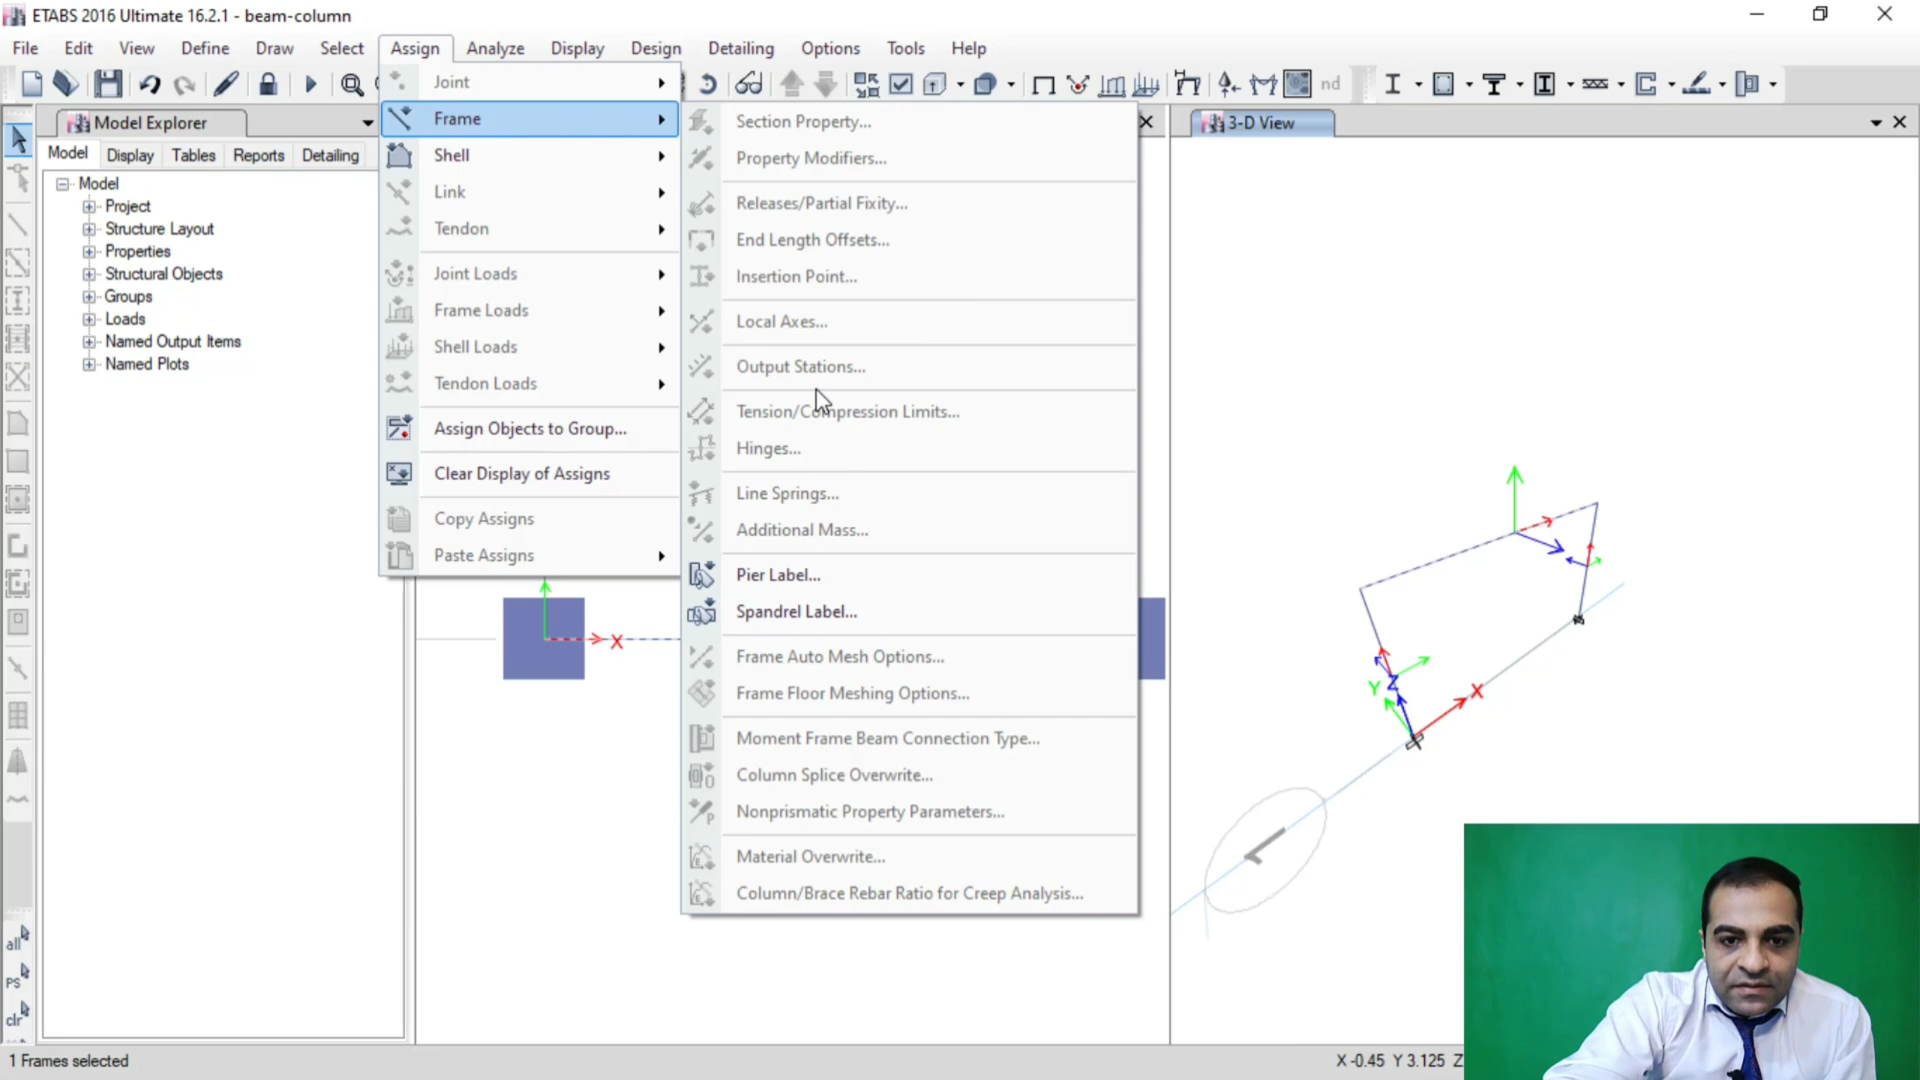 ETABS 2016 Ultimate 16.2.1 - beam-column
File Edit View Define Draw Select Assign Analyze Display Design Detailing Options Tools Help
nd
Model Explorer
Model Display Tables Reports Detailing
Model
Project
Structure Layout
Properties
Structural Objects
Groups
Loads
Named Output Items
Named Plots
Joint
Frame
Shell
Link
Tendon
Joint Loads
Frame Loads
Shell Loads
Tendon Loads
Assign Objects to Group...
Clear Display of Assigns
Copy Assigns
Paste Assigns
Section Property...
Property Modifiers...
Releases/Partial Fixity...
End Length Offsets...
Insertion Point...
Local Axes...
Output Stations...
Tension/Compression Limits...
Hinges...
Line Springs...
Additional Mass...
Pier Label...
Spandrel Label...
Frame Auto Mesh Options...
Frame Floor Meshing Options...
Moment Frame Beam Connection Type...
Column Splice Overwrite...
Nonprismatic Property Parameters...
Material Overwrite...
Column/Brace Rebar Ratio for Creep Analysis...
X
3-D View
Z
Y
X
1
all
PS
clr
1 Frames selected
X -0.45 Y 3.125 Z